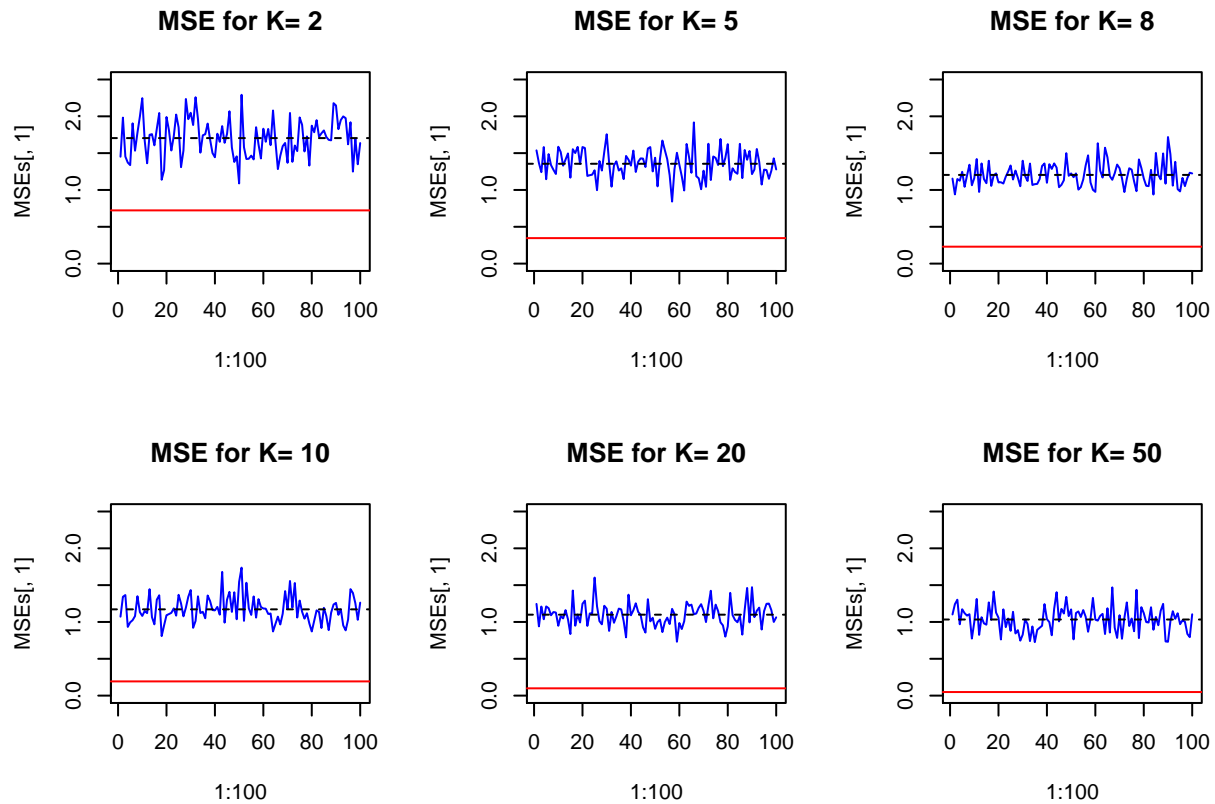 MSE for K= 2
MSEs[, 1]
0.0 1.0 2.0
0 20 40 60 80 100
1:100
MSE for K= 5
MSEs[, 1]
0.0 1.0 2.0
0 20 40 60 80 100
1:100
MSE for K= 8
MSEs[, 1]
0.0 1.0 2.0
0 20 40 60 80 100
1:100
MSE for K= 10
MSEs[, 1]
0.0 1.0 2.0
0 20 40 60 80 100
1:100
MSE for K= 20
MSEs[, 1]
0.0 1.0 2.0
0 20 40 60 80 100
1:100
MSE for K= 50
MSEs[, 1]
0.0 1.0 2.0
0 20 40 60 80 100
1:100